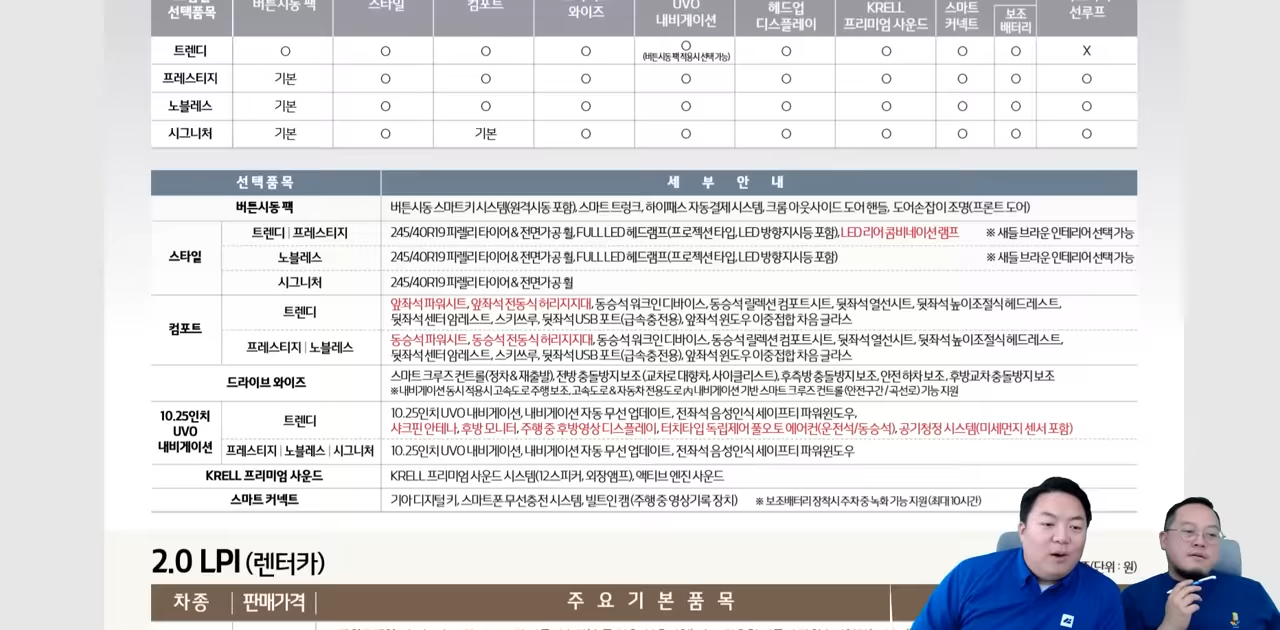 선택품목
버튼시동 팩
스타일
컴포트
와이즈
UVO
내비게이션
헤드업
디스플레이
KRELL
프리미엄 사운드
스마트
커넥트
보조
배터리
선루프
트렌디 ○ ○ ○ ○ ○ ○ ○ ○ ○ X
(버튼시동 팩 적용시 선택 가능)
프레스티지 기본 ○ ○ ○ ○ ○ ○ ○ ○ ○
노블레스 기본 ○ ○ ○ ○ ○ ○ ○ ○ ○
시그니처 기본 ○ 기본 ○ ○ ○ ○ ○ ○ ○
선택품목 세 부 안 내
버튼시동 팩 버튼시동 스마트키 시스템(원격시동 포함), 스마트 트렁크, 하이패스 자동결제 시스템, 크롬 아웃사이드 도어 핸들, 도어손잡이 조명(프론트 도어)
스타일
트렌디 | 프레스티지 245/40R19 피렐리 타이어 & 전면가공 휠, FULL LED 헤드램프(프로젝션 타입, LED 방향지시등 포함), LED 리어 콤비네이션 램프 ※ 새들 브라운 인테리어 선택 가능
노블레스 245/40R19 피렐리 타이어 & 전면가공 휠, FULL LED 헤드램프(프로젝션 타입, LED 방향지시등 포함) ※ 새들 브라운 인테리어 선택 가능
시그니처 245/40R19 피렐리 타이어 & 전면가공 휠
컴포트
트렌디 앞좌석 파워시트, 앞좌석 전동식 허리지지대, 동승석 워크인 디바이스, 동승석 릴렉션 컴포트 시트, 뒷좌석 열선시트, 뒷좌석 높이조절식 헤드레스트,
뒷좌석 센터 암레스트, 스키쓰루, 뒷좌석 USB 포트(급속충전용), 앞좌석 윈도우 이중접합 차음 글라스
프레스티지 | 노블레스 동승석 파워시트, 동승석 전동식 허리지지대, 동승석 워크인 디바이스, 동승석 릴렉션 컴포트 시트, 뒷좌석 열선시트, 뒷좌석 높이조절식 헤드레스트,
뒷좌석 센터 암레스트, 스키쓰루, 뒷좌석 USB 포트(급속충전용), 앞좌석 윈도우 이중접합 차음 글라스
드라이브 와이즈 스마트 크루즈 컨트롤(정차 & 재출발), 전방 충돌방지 보조 (교차로 대향차, 사이클리스트), 후측방 충돌방지 보조, 안전 하차 보조, 후방교차 충돌방지 보조
※ 내비게이션 동시 적용시 고속도로 주행 보조, 고속도로 & 자동차 전용도로 內 내비게이션 기반 스마트 크루즈 컨트롤 (안전구간 / 곡선로) 기능 지원
10.25인치
UVO
내비게이션
트렌디 10.25인치 UVO 내비게이션, 내비게이션 자동 무선 업데이트, 전좌석 음성인식 세이프티 파워윈도우,
샤크핀 안테나, 후방 모니터, 주행 중 후방영상 디스플레이, 터치타입 독립제어 풀오토 에어컨(운전석/동승석), 공기청정 시스템(미세먼지 센서 포함)
프레스티지 | 노블레스 | 시그니처 10.25인치 UVO 내비게이션, 내비게이션 자동 무선 업데이트, 전좌석 음성인식 세이프티 파워윈도우
KRELL 프리미엄 사운드 KRELL 프리미엄 사운드 시스템(12스피커, 외장앰프), 액티브 엔진 사운드
스마트 커넥트 기아 디지털 키, 스마트폰 무선충전 시스템, 빌트인 캠 (주행 중 영상기록 장치) ※ 보조배터리 장착시 주차 중 녹화 기능 지원 (최대 10시간)
2.0 LPI (렌터카)
(단위 : 원)
차종 판매가격 주 요 기 본 품 목